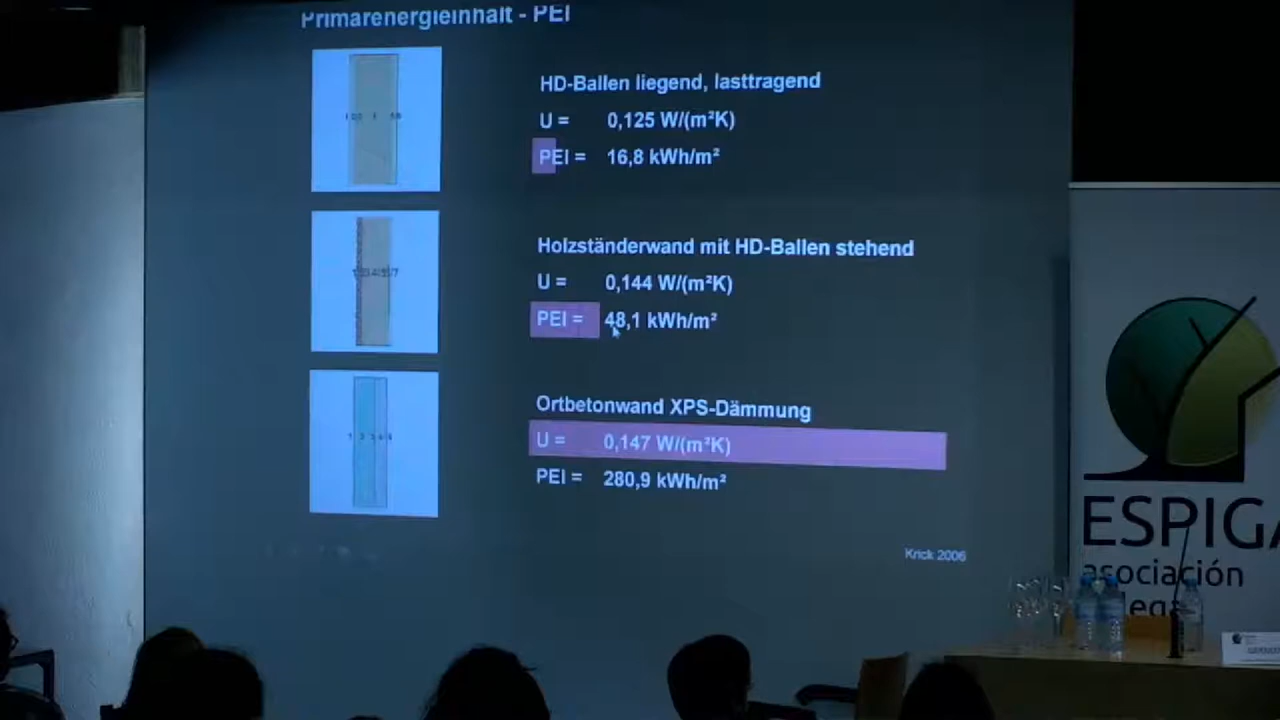 Primärenergieinhalt - PEI
HD-Ballen liegend, lasttragend
U = 0,125 W/(m²K)
PEI = 16,8 kWh/m²
Holzständerwand mit HD-Ballen stehend
U = 0,144 W/(m²K)
PEI = 48,1 kWh/m²
Ortbetonwand XPS-Dämmung
U = 0,147 W/(m²K)
PEI = 280,9 kWh/m²
Krick 2006
ESPIGA
asociación